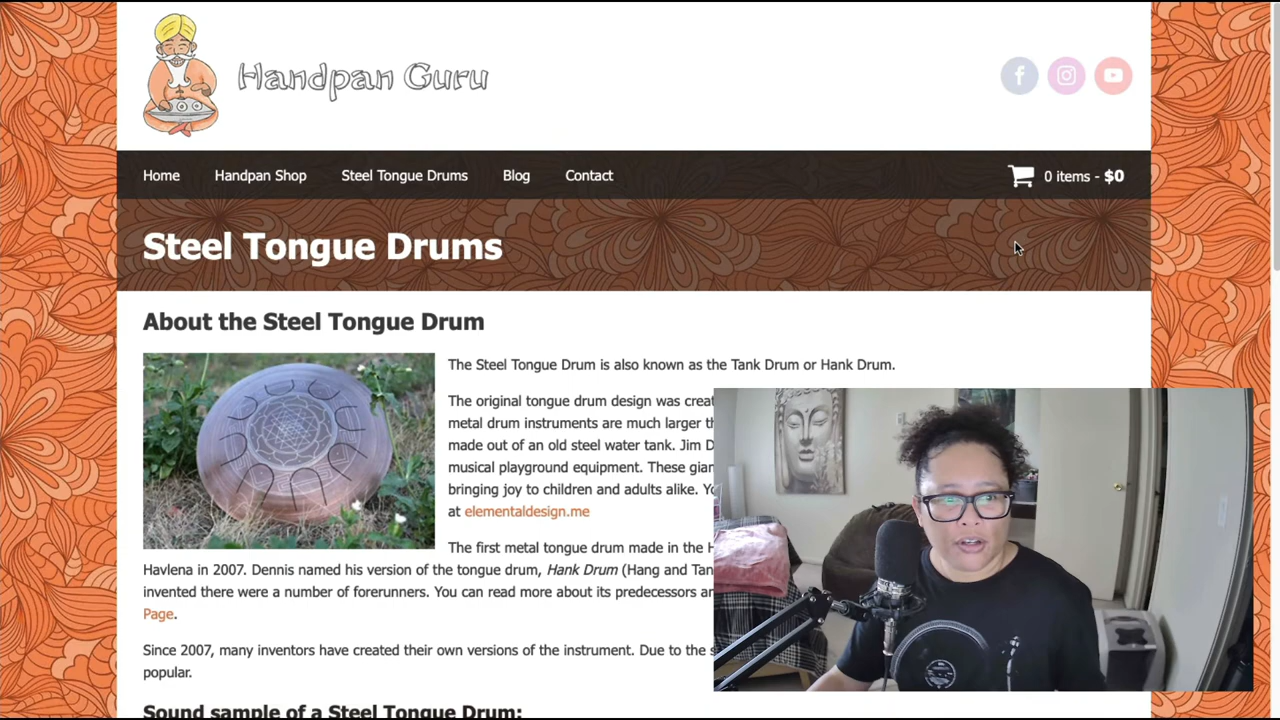 Handpan Guru
Home Handpan Shop Steel Tongue Drums Blog Contact 0 items - $0
Steel Tongue Drums
About the Steel Tongue Drum
The Steel Tongue Drum is also known as the Tank Drum or Hank Drum.
The original tongue drum design was
metal drum instruments are much larger
made out of an old steel water tank. Jim
musical playground equipment. These
bringing joy to children and adults alike.
at elementaldesign.me
The first metal tongue drum made in the
Havlena in 2007. Dennis named his version of the tongue drum, Hank Drum (Hang and
invented there were a number of forerunners. You can read more about its predecessors
Page.
Since 2007, many inventors have created their own versions of the instrument. Due to the
popular.
Sound sample of a Steel Tongue Drum: